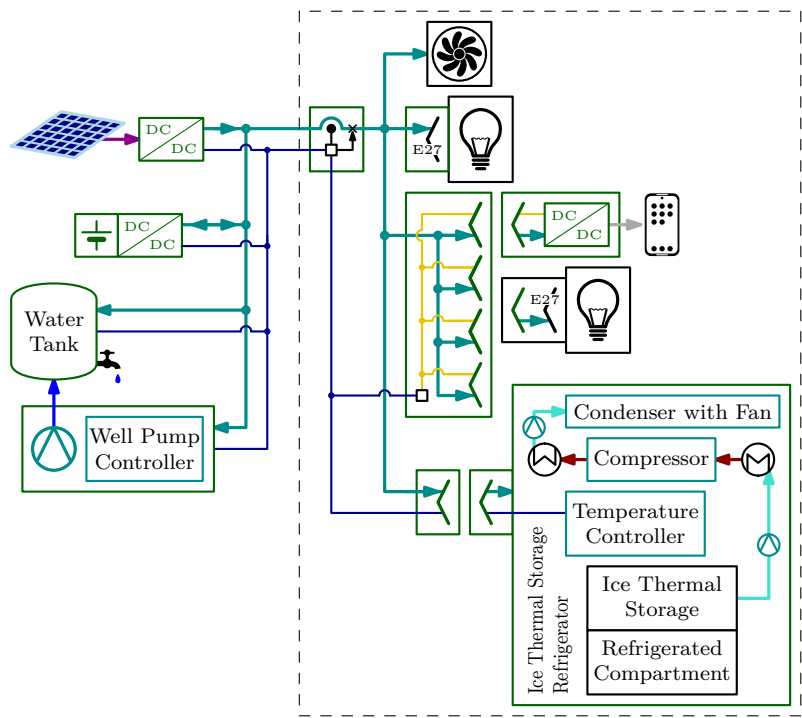 DC
DC
E27
DC
DC
DC
DC
E27
Water
Tank
Well Pump
Controller
Condenser with Fan
Compressor
Temperature
Controller
Ice Thermal Storage
Refrigerator
Ice Thermal
Storage
Refrigerated
Compartment